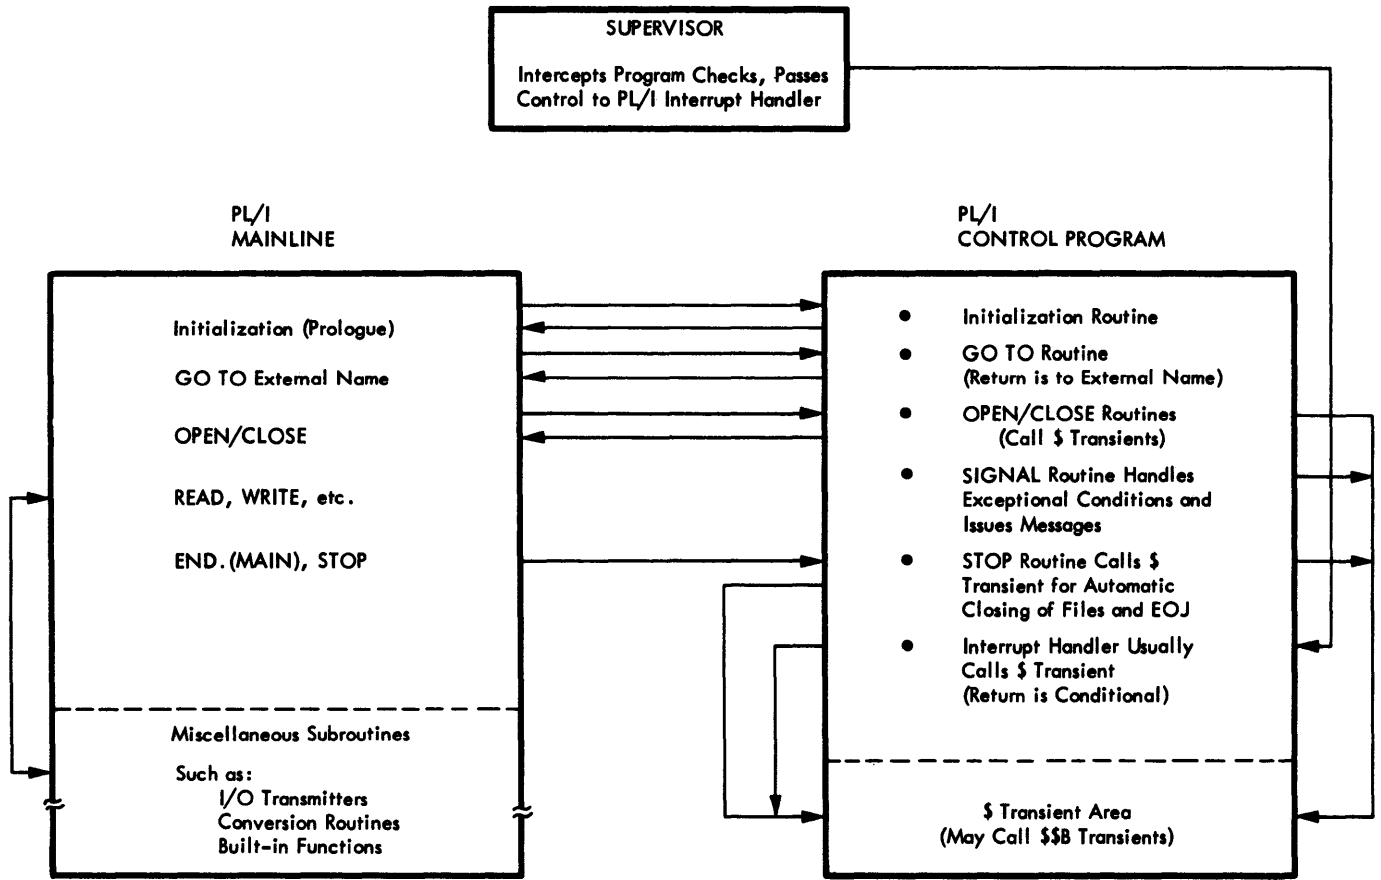 SUPERVISOR
Intercepts Program Checks, Passes
Control to PL/I Interrupt Handler
PL/I
MAINLINE
Initialization (Prologue)
GO TO External Name
OPEN/CLOSE
READ, WRITE, etc.
END.(MAIN), STOP
Miscellaneous Subroutines
Such as:
I/O Transmitters
Conversion Routines
Built-in Functions
PL/I
CONTROL PROGRAM
• Initialization Routine
• GO TO Routine
(Return is to External Name)
• OPEN/CLOSE Routines
(Call $ Transients)
• SIGNAL Routine Handles
Exceptional Conditions and
Issues Messages
• STOP Routine Calls $
Transient for Automatic
Closing of Files and EOJ
• Interrupt Handler Usually
Calls $ Transient
(Return is Conditional)
$ Transient Area
(May Call $$B Transients)